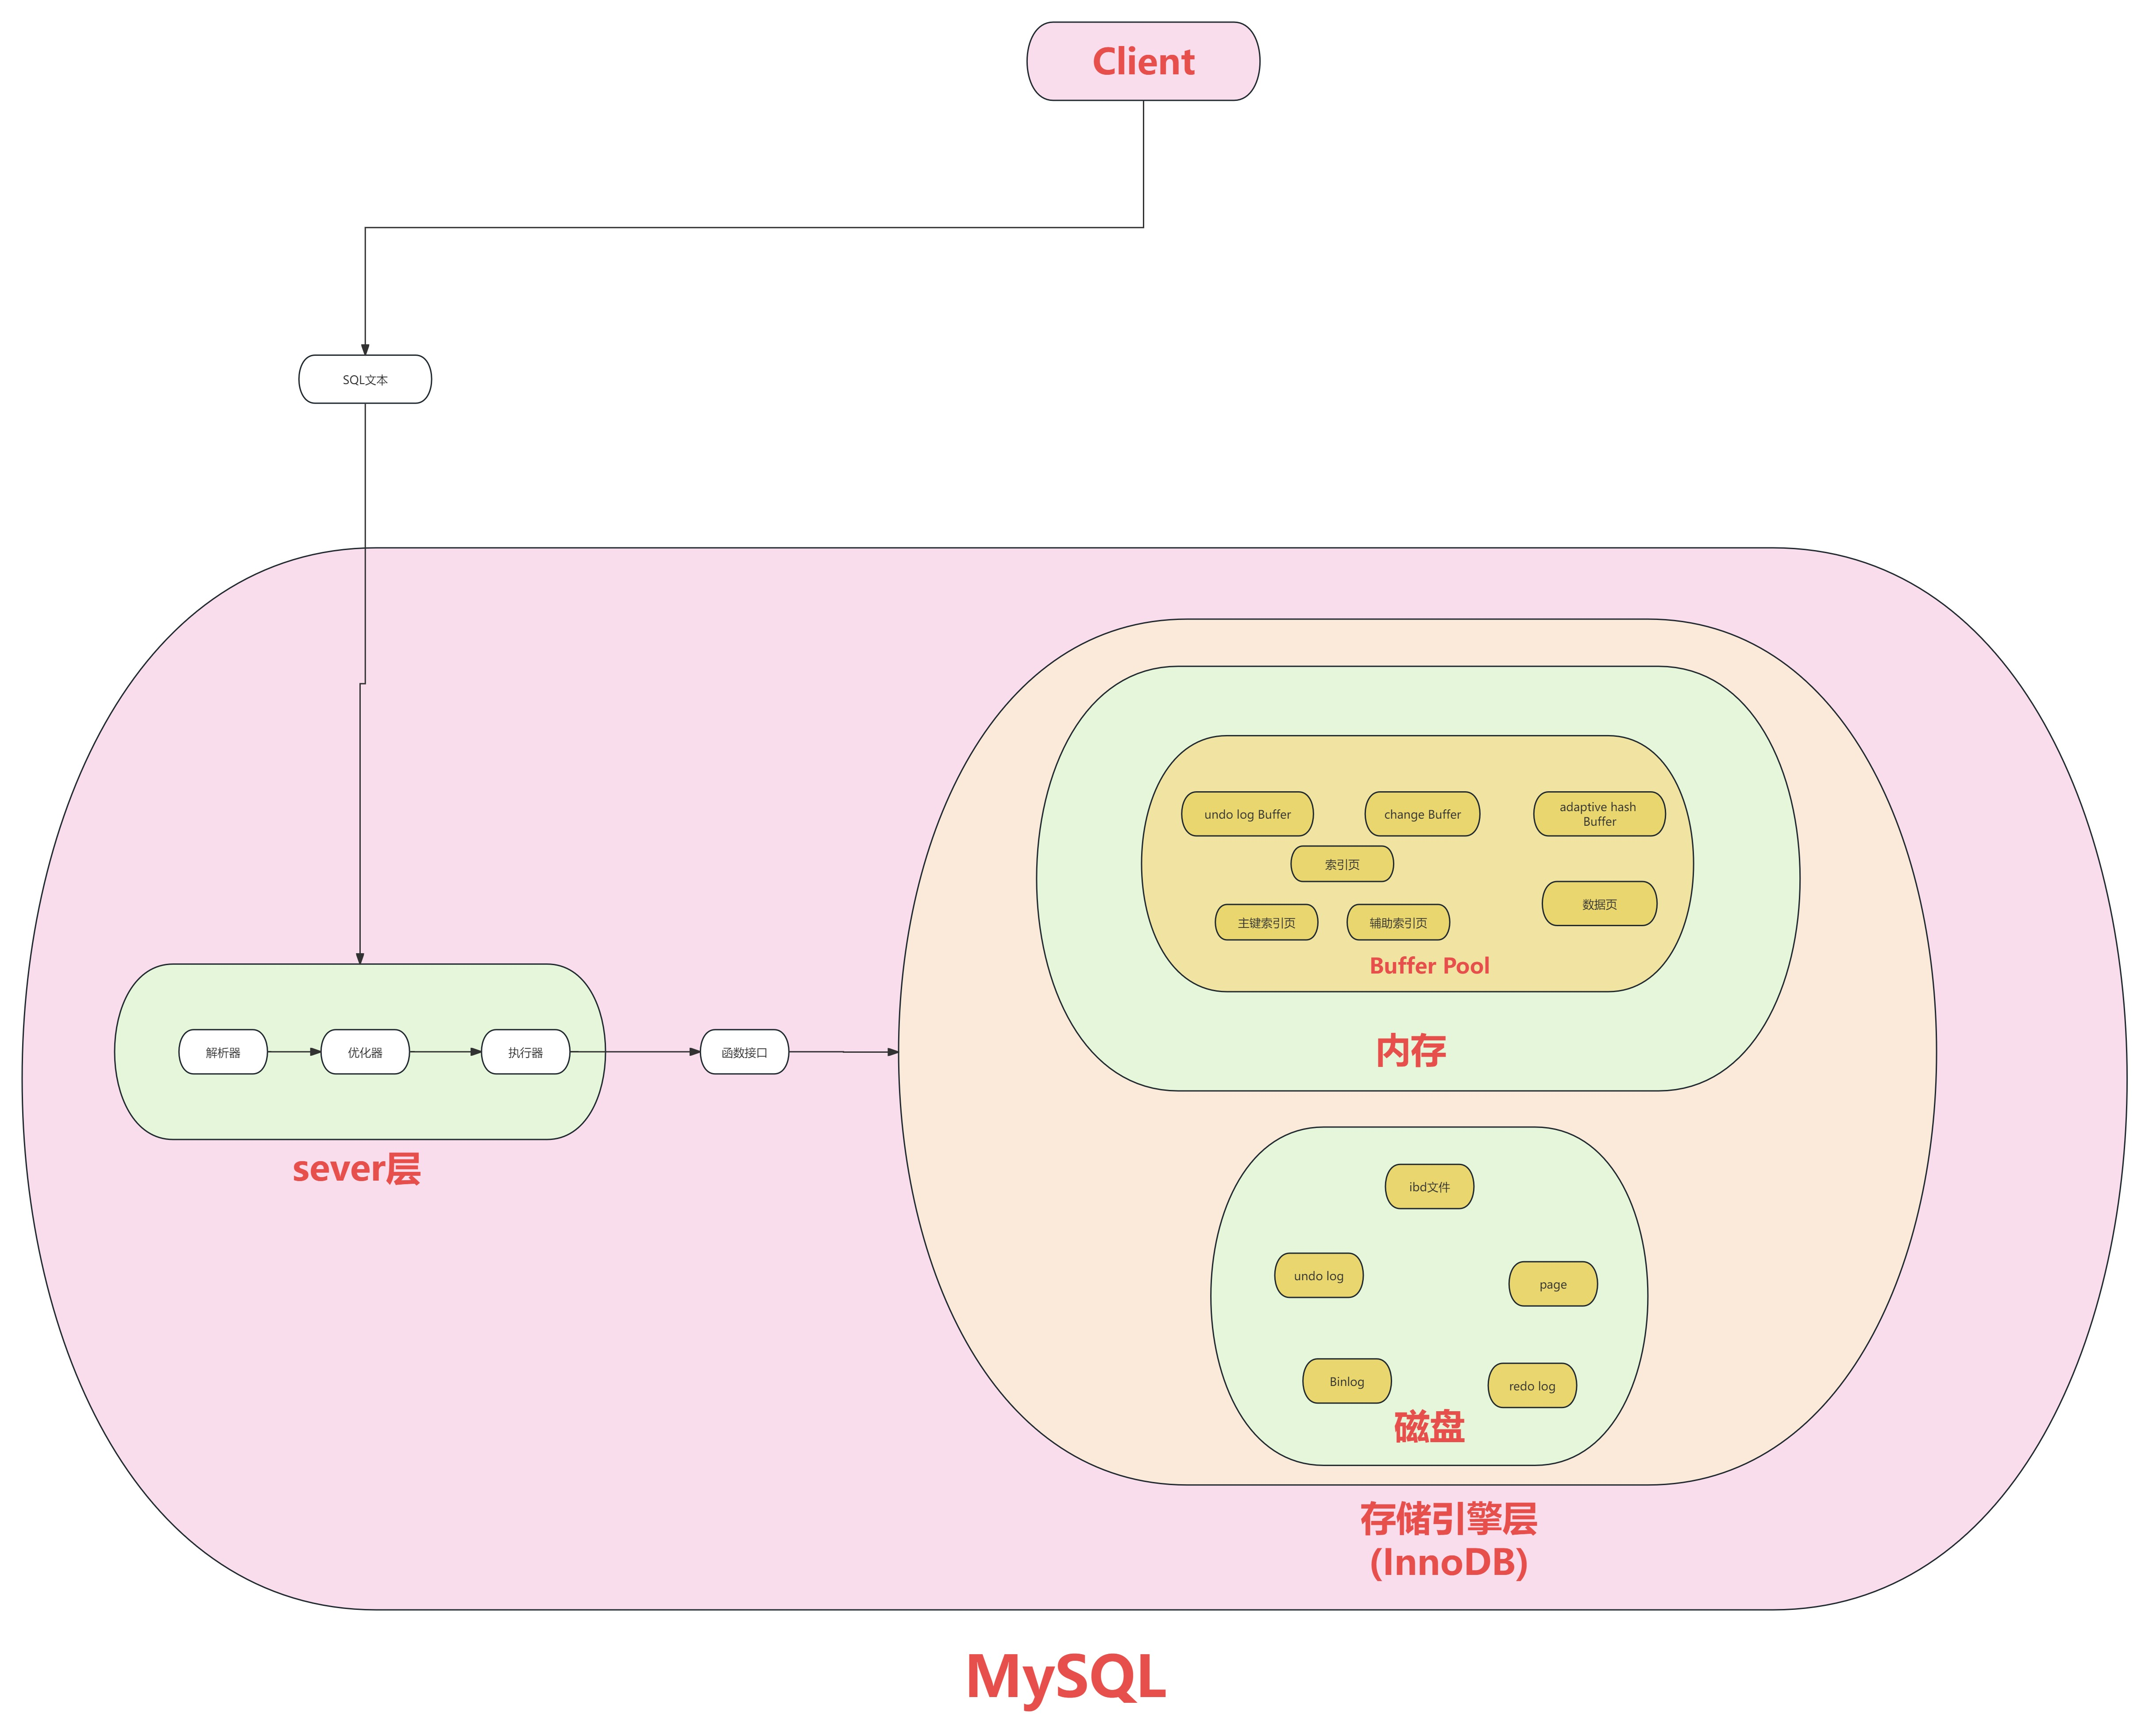 Client
SQL文本
undo log Buffer
change Buffer
adaptive hash
Buffer
索引页
数据页
主键索引页
辅助索引页
Buffer Pool
内存
解析器
优化器
执行器
函数接口
sever层
ibd文件
undo log
page
Binlog
redo log
磁盘
存储引擎层
(InnoDB)
MySQL